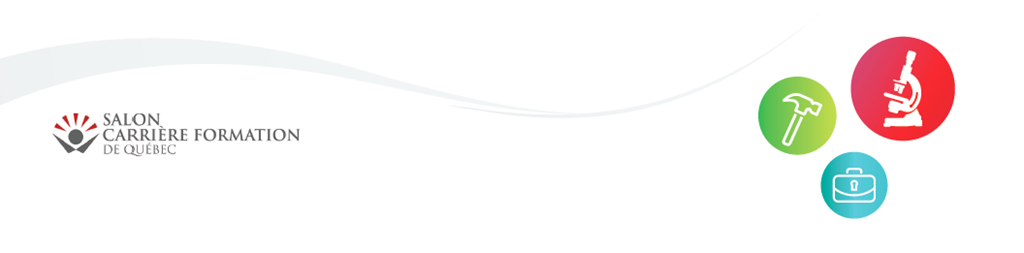 SALON
CARRIÈRE FORMATION
DE QUÉBEC